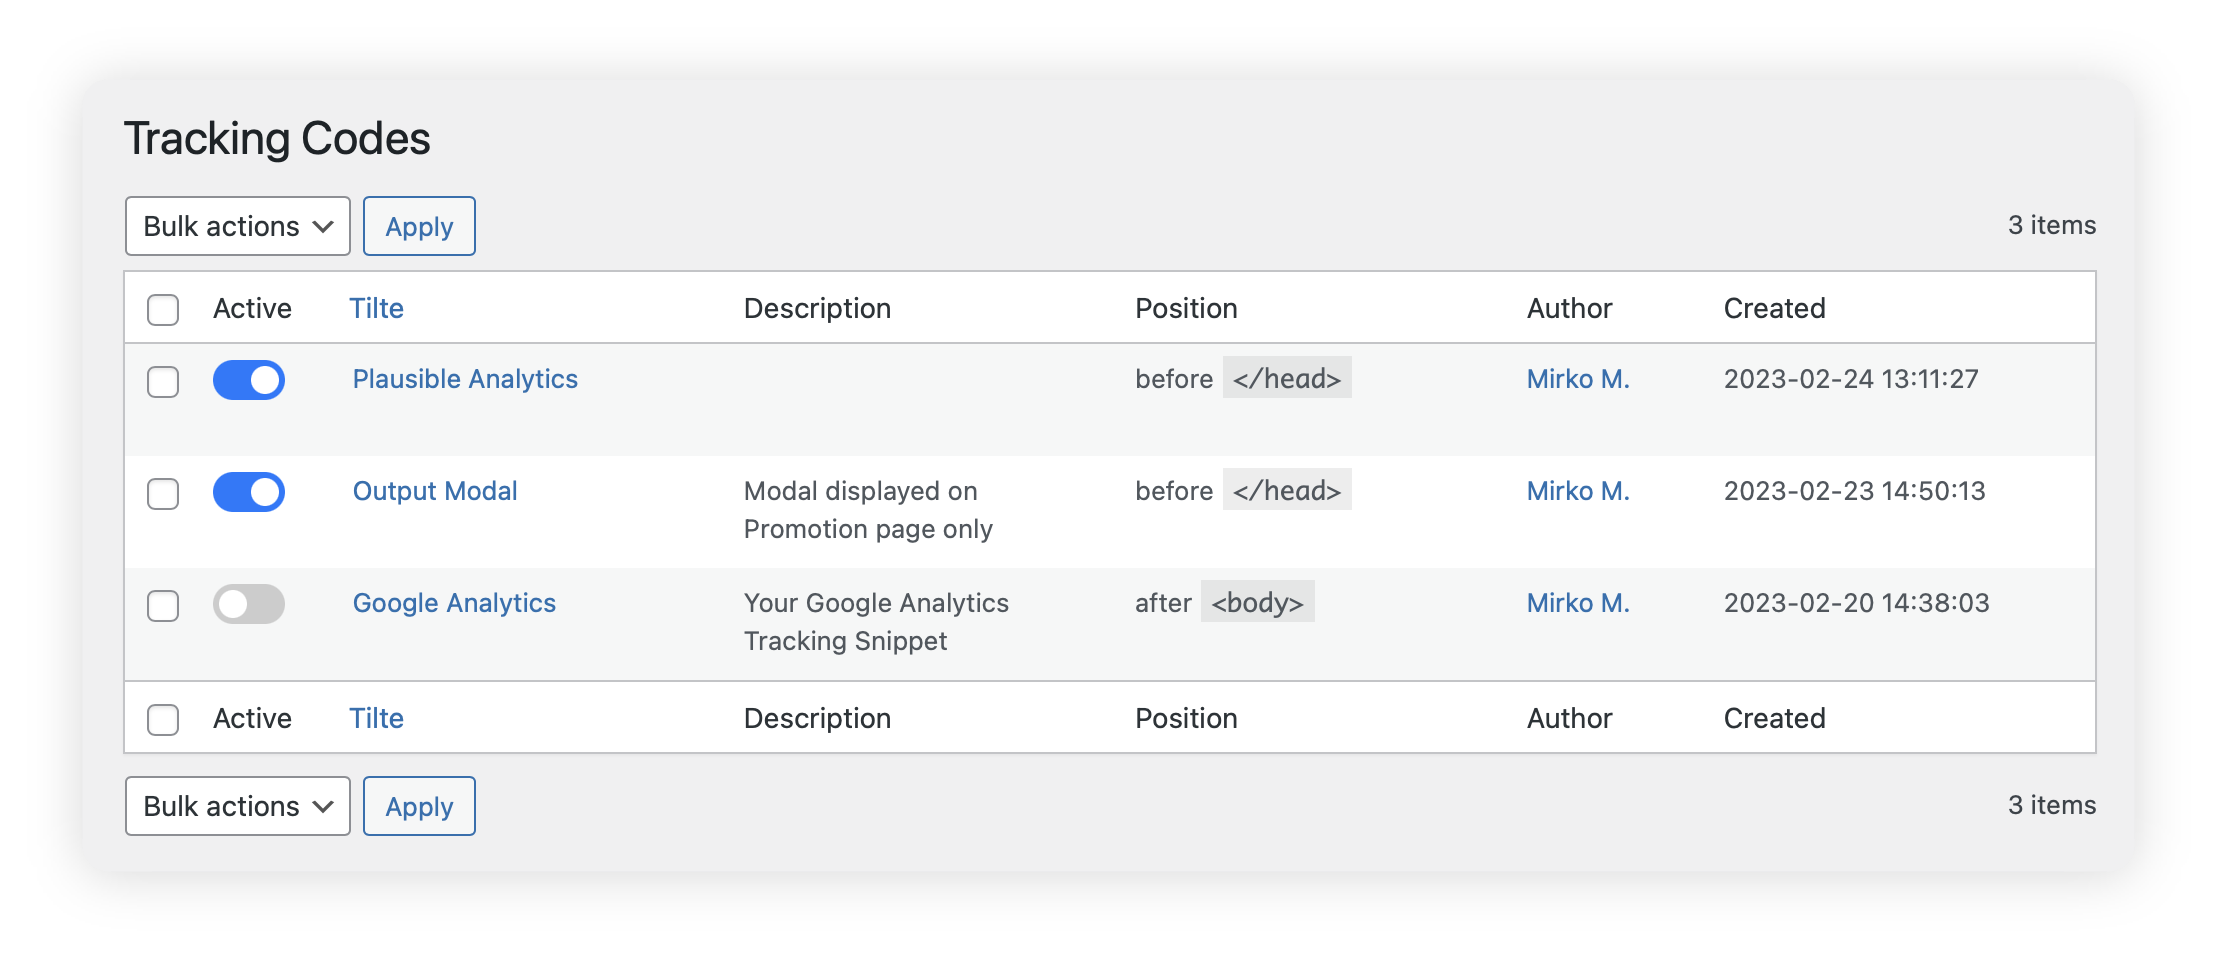 Tracking Codes
Bulk actions Apply 3 items
Active Tilte Description Position Author Created
Plausible Analytics before </head> Mirko M. 2023-02-24 13:11:27
Output Modal Modal displayed on before </head> Mirko M. 2023-02-23 14:50:13
Promotion page only
Google Analytics Your Google Analytics after <body> Mirko M. 2023-02-20 14:38:03
Tracking Snippet
Active Tilte Description Position Author Created
Bulk actions Apply 3 items